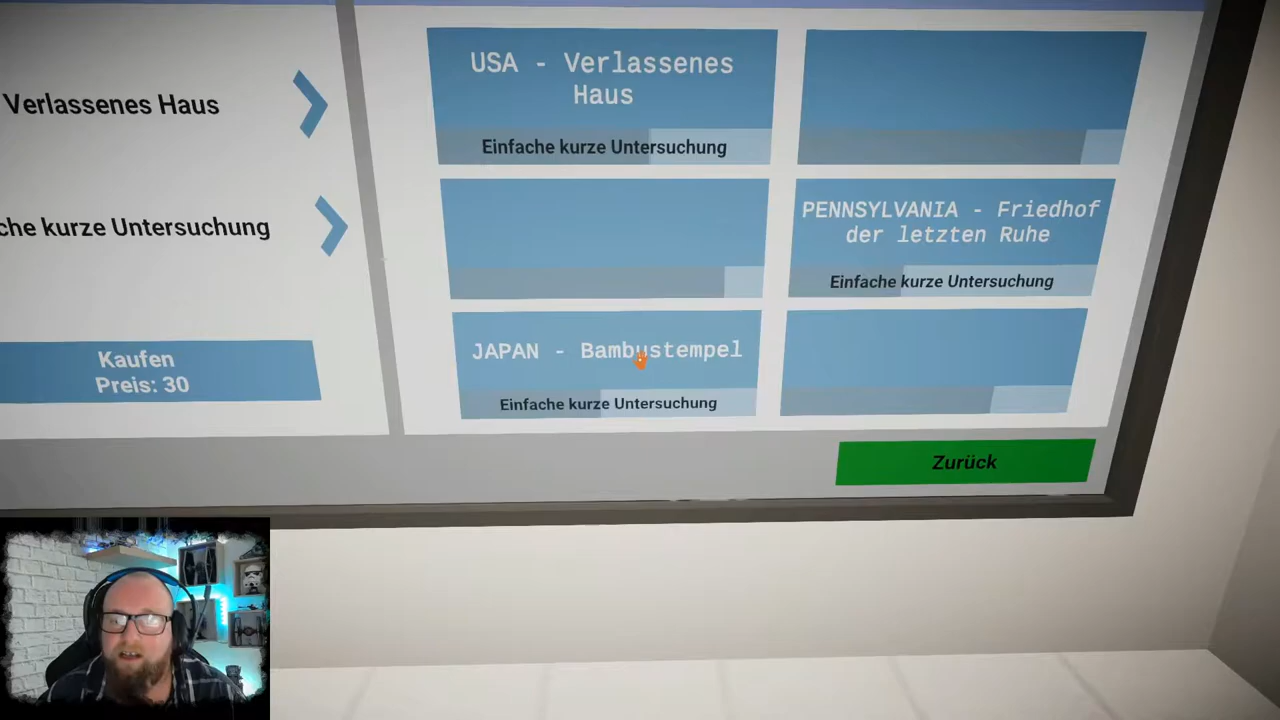 Verlassenes Haus
che kurze Untersuchung
Kaufen
Preis: 30
USA - Verlassenes
Haus
Einfache kurze Untersuchung
PENNSYLVANIA - Friedhof
der letzten Ruhe
Einfache kurze Untersuchung
JAPAN - Bambustempel
Einfache kurze Untersuchung
Zurück